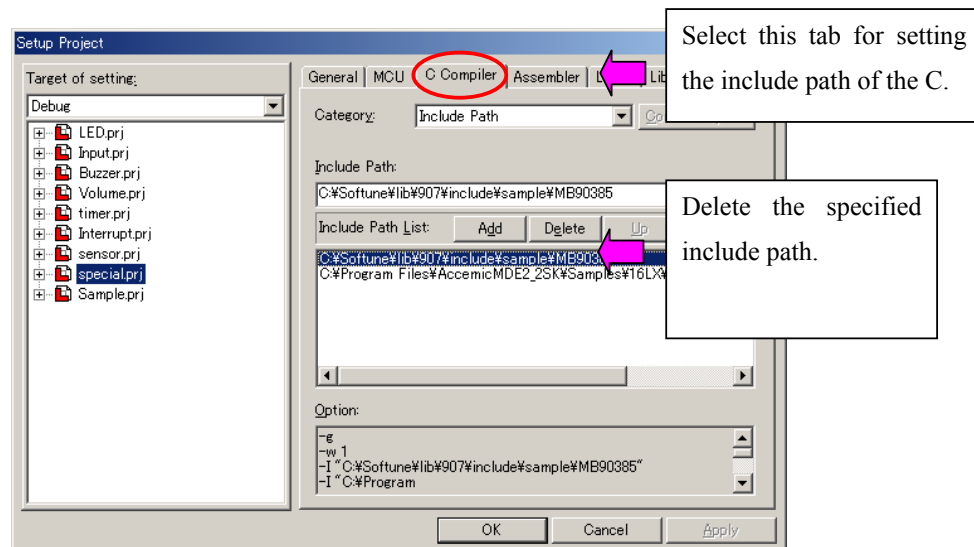 Setup Project
Target of setting:
Debug
LED.prj
Input.prj
Buzzer.prj
Volume.prj
timer.prj
Interrupt.prj
sensor.prj
special.prj
Sample.prj
General
MCU
C Compiler
Assembler
Category:
Include Path
Include Path:
C:¥Softune¥lib¥907¥include¥sample¥MB90385
Include Path List:
Add
Delete
Up
C:¥Softune¥lib¥907¥include¥sample¥MB903
C:¥Program Files¥AccemicMDE2_2SK¥Samples¥16LX¥
Option:
-g
-w 1
-I "C:¥Softune¥lib¥907¥include¥sample¥MB90385"
-I "C:¥Program
OK
Cancel
Apply
Select this tab for setting
the include path of the C.
Delete the specified
include path.